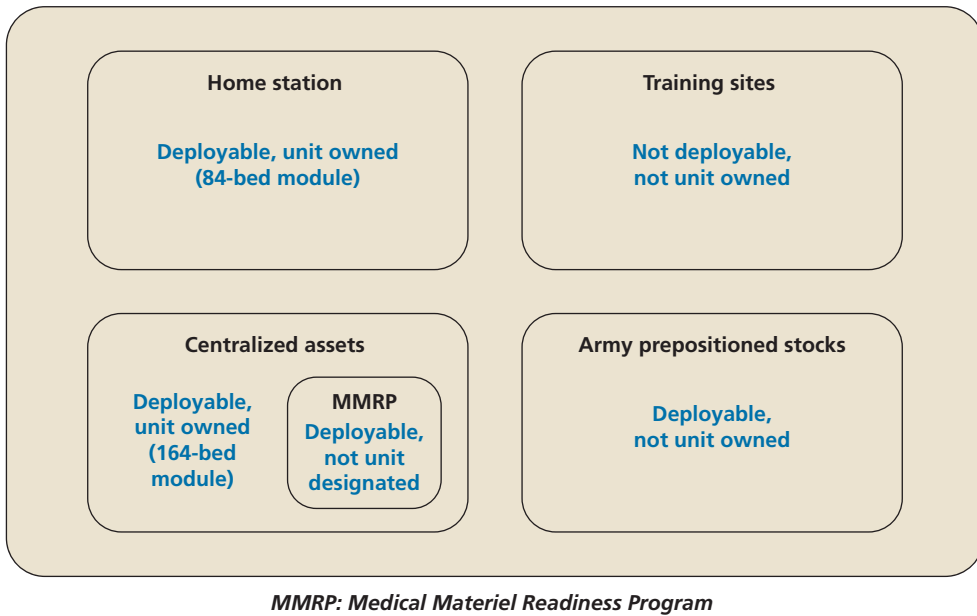 Home station
Deployable, unit owned
(84-bed module)
Training sites
Not deployable,
not unit owned
Centralized assets
Deployable,
unit owned
(164-bed
module)
MMRP
Deployable,
not unit
designated
Army prepositioned stocks
Deployable,
not unit owned
MMRP: Medical Materiel Readiness Program